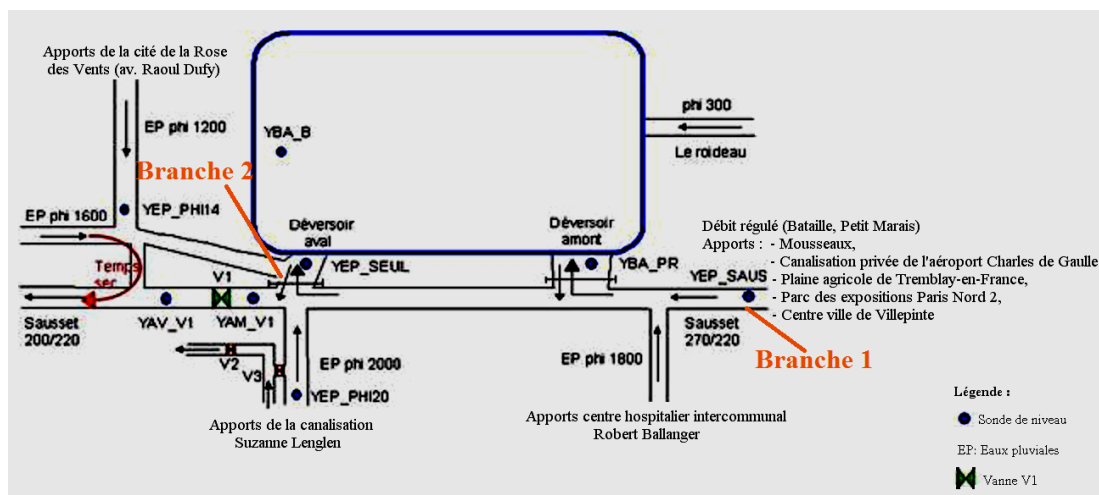 Apports de la cité de la Rose
des Vents (av. Raoul Dufy)
phi 300
EP phi 1200
YBA_B
Le roideau
Branche 2
EP phi 1600
YEP_PHI14
Déversoir
aval
Déversoir
amont
Débit régulé (Bataille, Petit Marais)
Apports : - Mousseaux,
- Canalisation privée de l'aéroport Charles de Gaulle
- Plaine agricole de Tremblay-en-France,
- Parc des expositions Paris Nord 2,
- Centre ville de Villepinte
Temps
sec
V1
YEP_SEUL
YBA_PR
YEP_SAUS
Sausset
200/220
YAV_V1
YAM_V1
Sausset
270/220
Branche 1
V2
V3
EP phi 2000
EP phi 1800
YEP_PHI20
Apports de la canalisation
Suzanne Lenglen
Apports centre hospitalier intercommunal
Robert Ballanger
Légende :
Sonde de niveau
EP: Eaux pluviales
Vanne V1